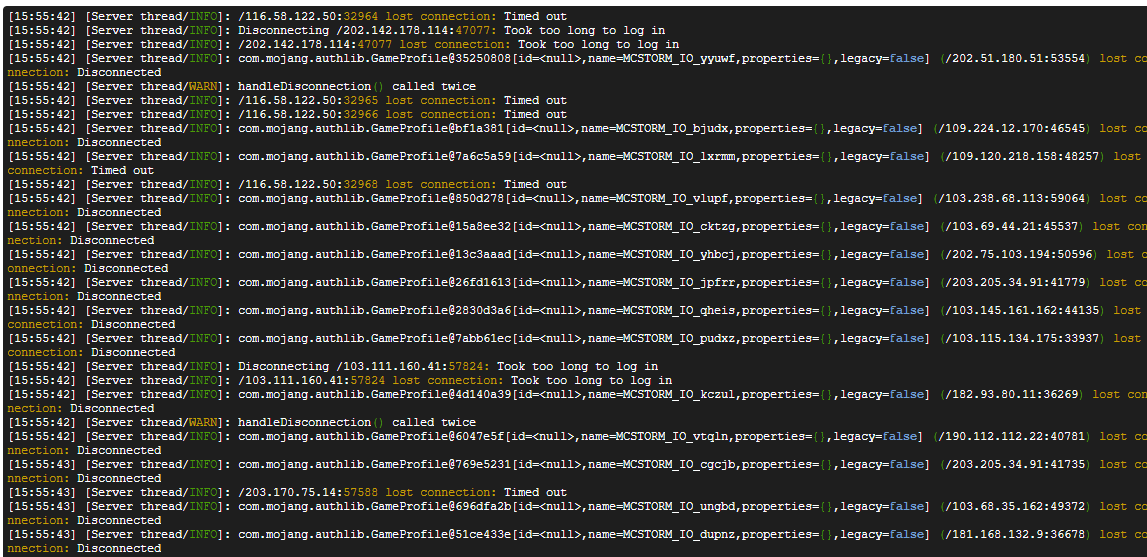 [15:55:42] [Server thread/INFO]: /116.58.122.50:32964 lost connection: Timed out
[15:55:42] [Server thread/INFO]: Disconnecting /202.142.178.114:47077: Took too long to log in
[15:55:42] [Server thread/INFO]: /202.142.178.114:47077 lost connection: Took too long to log in
[15:55:42] [Server thread/INFO]: com.mojang.authlib.GameProfile@35250808[id=<null>,name=MCSTORM_IO_yyuwf,properties={},legacy=false] (/202.51.180.51:53554) lost co
nnection: Disconnected
[15:55:42] [Server thread/WARN]: handleDisconnection() called twice
[15:55:42] [Server thread/INFO]: /116.58.122.50:32965 lost connection: Timed out
[15:55:42] [Server thread/INFO]: /116.58.122.50:32966 lost connection: Timed out
[15:55:42] [Server thread/INFO]: com.mojang.authlib.GameProfile@bf1a381[id=<null>,name=MCSTORM_IO_bjudx,properties={},legacy=false] (/109.224.12.170:46545) lost co
nnection: Disconnected
[15:55:42] [Server thread/INFO]: com.mojang.authlib.GameProfile@7a6c5a59[id=<null>,name=MCSTORM_IO_lxrmm,properties={},legacy=false] (/109.120.218.158:48257) lost
connection: Timed out
[15:55:42] [Server thread/INFO]: /116.58.122.50:32968 lost connection: Timed out
[15:55:42] [Server thread/INFO]: com.mojang.authlib.GameProfile@850d278[id=<null>,name=MCSTORM_IO_vlupf,properties={},legacy=false] (/103.238.68.113:59064) lost co
nnection: Disconnected
[15:55:42] [Server thread/INFO]: com.mojang.authlib.GameProfile@15a8ee32[id=<null>,name=MCSTORM_IO_cktzg,properties={},legacy=false] (/103.69.44.21:45537) lost con
nection: Disconnected
[15:55:42] [Server thread/INFO]: com.mojang.authlib.GameProfile@13c3aaad[id=<null>,name=MCSTORM_IO_yhbcj,properties={},legacy=false] (/202.75.103.194:50596) lost c
onnection: Disconnected
[15:55:42] [Server thread/INFO]: com.mojang.authlib.GameProfile@26fd1613[id=<null>,name=MCSTORM_IO_jpfrr,properties={},legacy=false] (/203.205.34.91:41779) lost co
nnection: Disconnected
[15:55:42] [Server thread/INFO]: com.mojang.authlib.GameProfile@2830d3a6[id=<null>,name=MCSTORM_IO_qheis,properties={},legacy=false] (/103.145.161.162:44135) lost
connection: Disconnected
[15:55:42] [Server thread/INFO]: com.mojang.authlib.GameProfile@7abb61ec[id=<null>,name=MCSTORM_IO_pudxz,properties={},legacy=false] (/103.115.134.175:33937) lost
connection: Disconnected
[15:55:42] [Server thread/INFO]: Disconnecting /103.111.160.41:57824: Took too long to log in
[15:55:42] [Server thread/INFO]: /103.111.160.41:57824 lost connection: Took too long to log in
[15:55:42] [Server thread/INFO]: com.mojang.authlib.GameProfile@4d140a39[id=<null>,name=MCSTORM_IO_kczul,properties={},legacy=false] (/182.93.80.11:36269) lost con
nection: Disconnected
[15:55:42] [Server thread/WARN]: handleDisconnection() called twice
[15:55:42] [Server thread/INFO]: com.mojang.authlib.GameProfile@6047e5f[id=<null>,name=MCSTORM_IO_vtqln,properties={},legacy=false] (/190.112.112.22:40781) lost co
nnection: Disconnected
[15:55:43] [Server thread/INFO]: com.mojang.authlib.GameProfile@769e5231[id=<null>,name=MCSTORM_IO_cgcjb,properties={},legacy=false] (/203.205.34.91:41735) lost co
nnection: Disconnected
[15:55:43] [Server thread/INFO]: /203.170.75.14:57588 lost connection: Timed out
[15:55:43] [Server thread/INFO]: com.mojang.authlib.GameProfile@696dfa2b[id=<null>,name=MCSTORM_IO_ungbd,properties={},legacy=false] (/103.68.35.162:49372) lost co
nnection: Disconnected
[15:55:43] [Server thread/INFO]: com.mojang.authlib.GameProfile@51ce433e[id=<null>,name=MCSTORM_IO_dupnz,properties={},legacy=false] (/181.168.132.9:36678) lost co
nnection: Disconnected